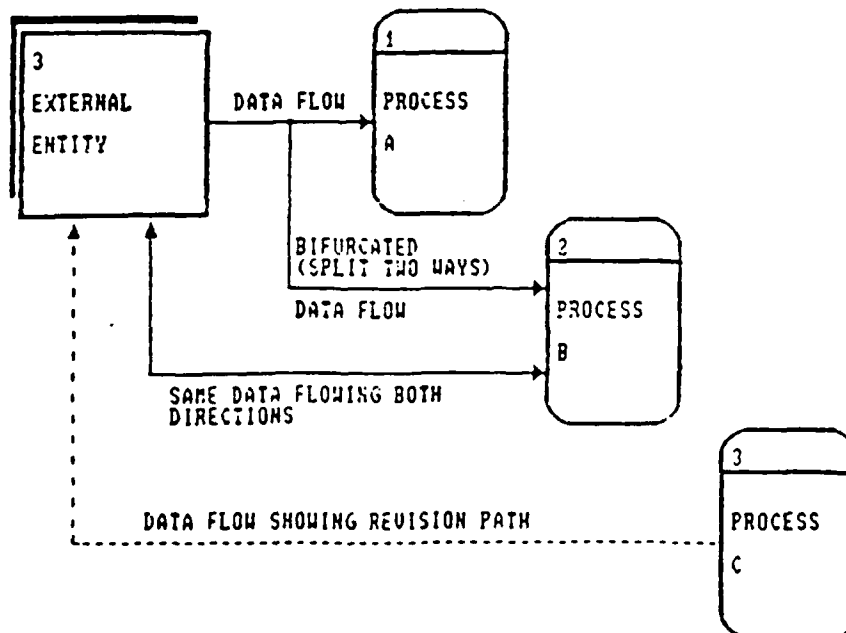 3
EXTERNAL
ENTITY
DATA FLOW
1
PROCESS
A
BIFURCATED
(SPLIT TWO WAYS)
DATA FLOW
2
PROCESS
B
SAME DATA FLOWING BOTH
DIRECTIONS
3
PROCESS
C
DATA FLOW SHOWING REVISION PATH